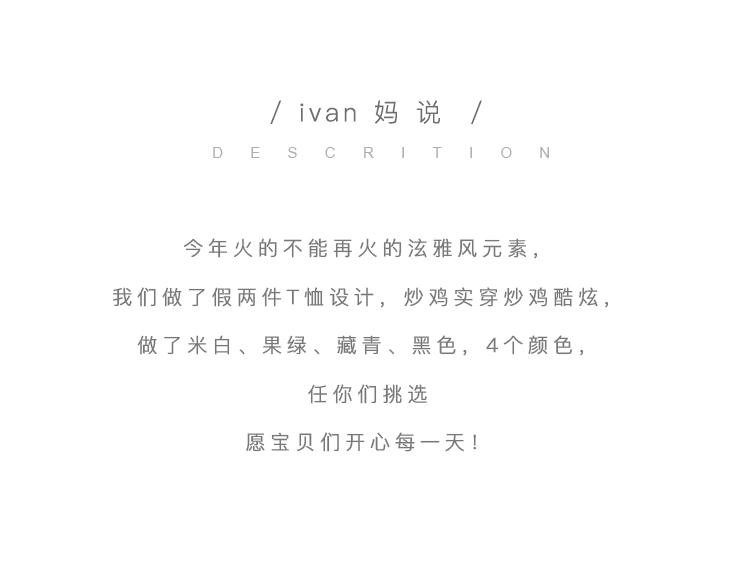 / ivan 妈 说 /
DESCRITION
今年火的不能再火的泫雅风元素，
我们做了假两件T恤设计，炒鸡实穿炒鸡酷炫，
做了米白、果绿、藏青、黑色，4个颜色，
任你们挑选
愿宝贝们开心每一天！